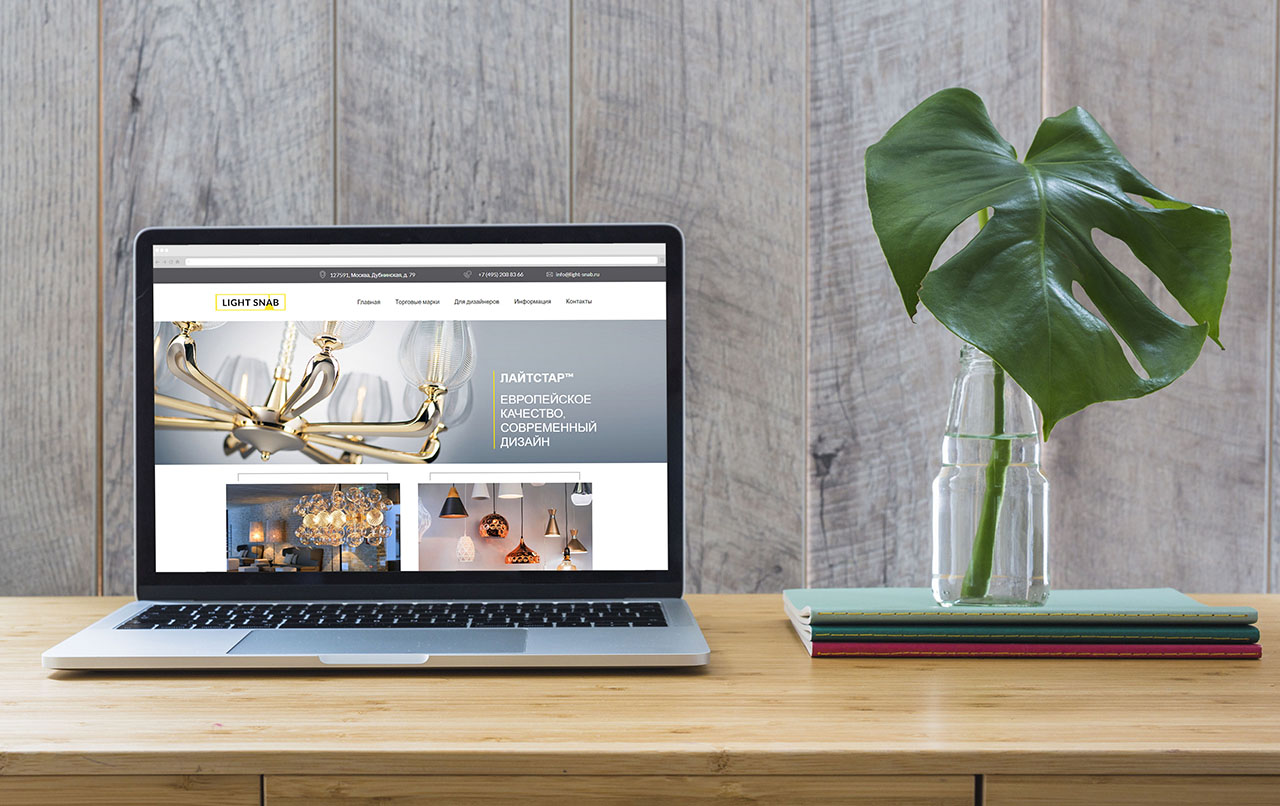 127591, Москва, Дубнинская, д. 79
+7 (495) 208 83 66
info@light-snab.ru
LIGHT SNAB
Главная Торговые марки Для дизайнеров Информация Контакты
ЛАЙТСТАР™
ЕВРОПЕЙСКОЕ
КАЧЕСТВО,
СОВРЕМЕННЫЙ
ДИЗАЙН